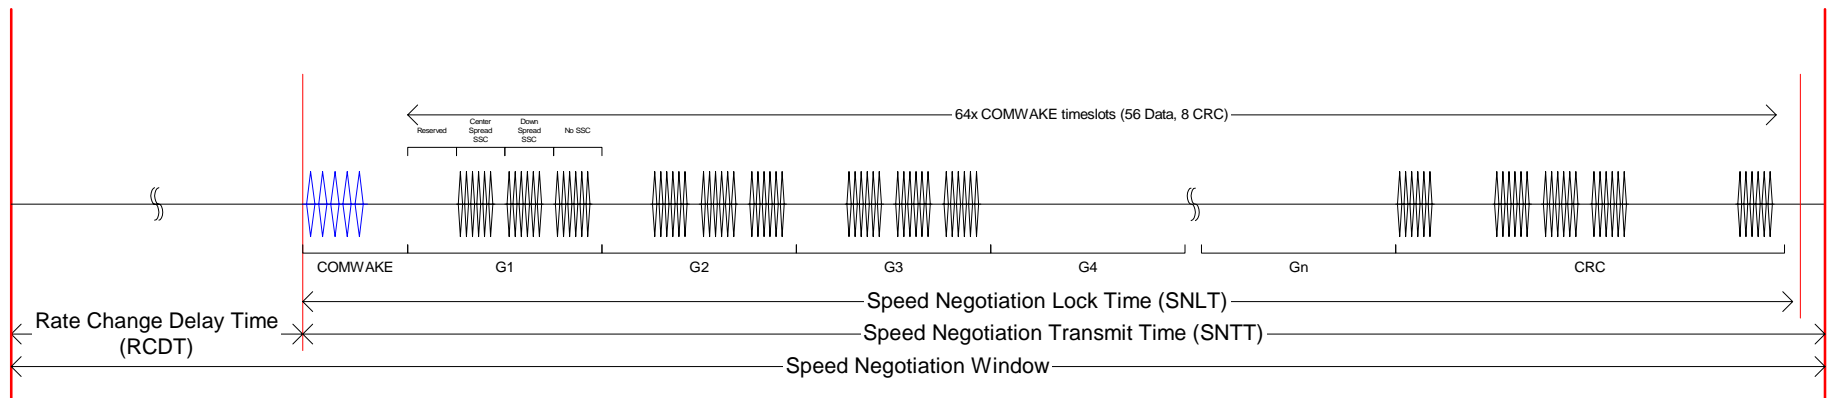 64x COMWAKE timeslots (56 Data, 8 CRC)
Reserved
Center
Spread
SSC
Down
Spread
SSC
No SSC
COMWAKE
G1
G2
G3
G4
Gn
CRC
Speed Negotiation Lock Time (SNLT)
Rate Change Delay Time
(RCDT)
Speed Negotiation Transmit Time (SNTT)
Speed Negotiation Window